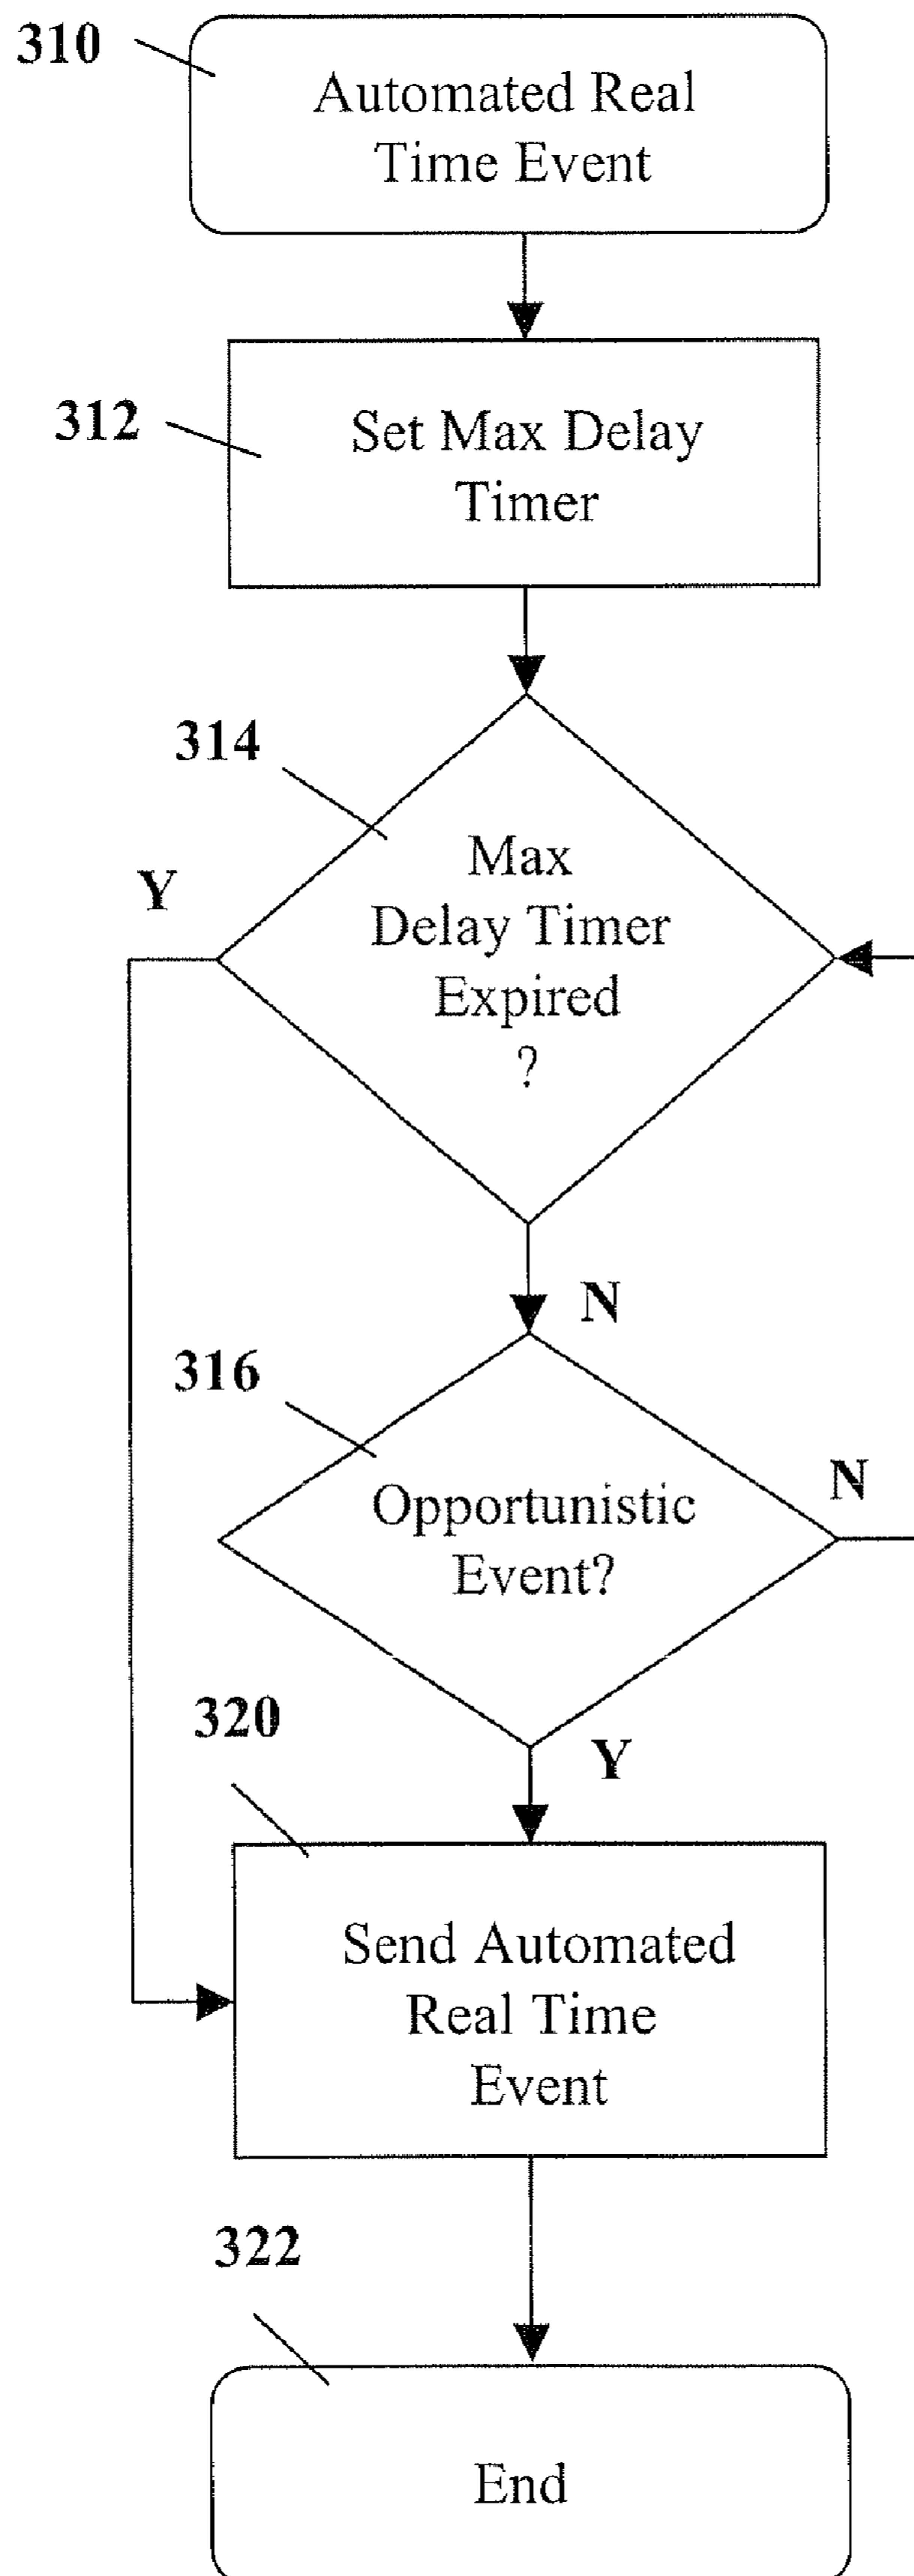 310
Automated Real
Time Event
312
Set Max Delay
Timer
314
Y
Max
Delay Timer
Expired
?
N
316
N
Opportunistic
Event?
320
Y
Send Automated
Real Time
Event
322
End